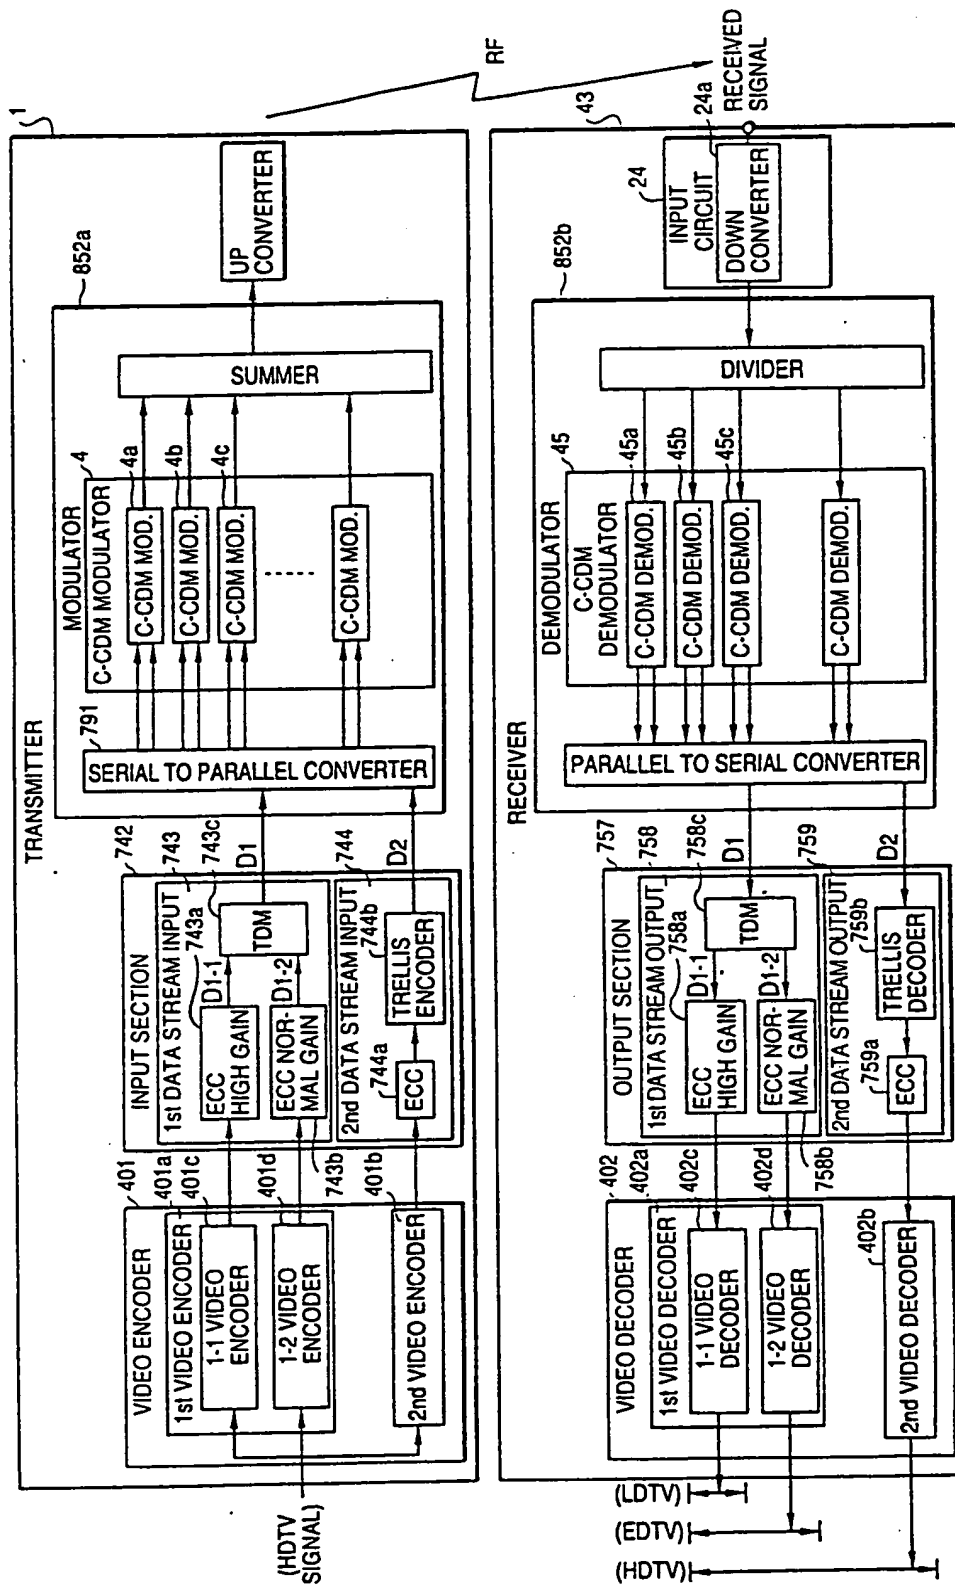 TRANSMITTER
1
(HDTV
SIGNAL)
VIDEO ENCODER
401
1st VIDEO ENCODER
401a
1-1 VIDEO
ENCODER
401c
1-2 VIDEO
ENCODER
401d
2nd VIDEO ENCODER
401b
INPUT SECTION
742
1st DATA STREAM INPUT
743
ECC
HIGH GAIN
743a
ECC NOR-
MAL GAIN
743b
D1-1
D1-2
TDM
743c
2nd DATA STREAM INPUT
744
ECC
744a
TRELLIS
ENCODER
744b
D1
D2
852a
SERIAL TO PARALLEL CONVERTER
791
MODULATOR
C-CDM MODULATOR
4
C-CDM MOD.
4a
C-CDM MOD.
4b
C-CDM MOD.
4c
C-CDM MOD.
SUMMER
UP
CONVERTER
RF
RECEIVER
43
RECEIVED
SIGNAL
INPUT
CIRCUIT
24
DOWN
CONVERTER
24a
852b
DIVIDER
DEMODULATOR
C-CDM
DEMODULATOR
45
C-CDM DEMOD.
45a
C-CDM DEMOD.
45b
C-CDM DEMOD.
45c
C-CDM DEMOD.
PARALLEL TO SERIAL CONVERTER
D1
D2
OUTPUT SECTION
757
1st DATA STREAM OUTPUT
758
TDM
758c
D1-1
D1-2
ECC
HIGH GAIN
758a
ECC NOR-
MAL GAIN
758b
2nd DATA STREAM OUTPUT
759
TRELLIS
DECODER
759b
ECC
759a
VIDEO DECODER
402
1st VIDEO DECODER
402a
1-1 VIDEO
DECODER
402c
1-2 VIDEO
DECODER
402d
2nd VIDEO DECODER
402b
(LDTV)
(EDTV)
(HDTV)